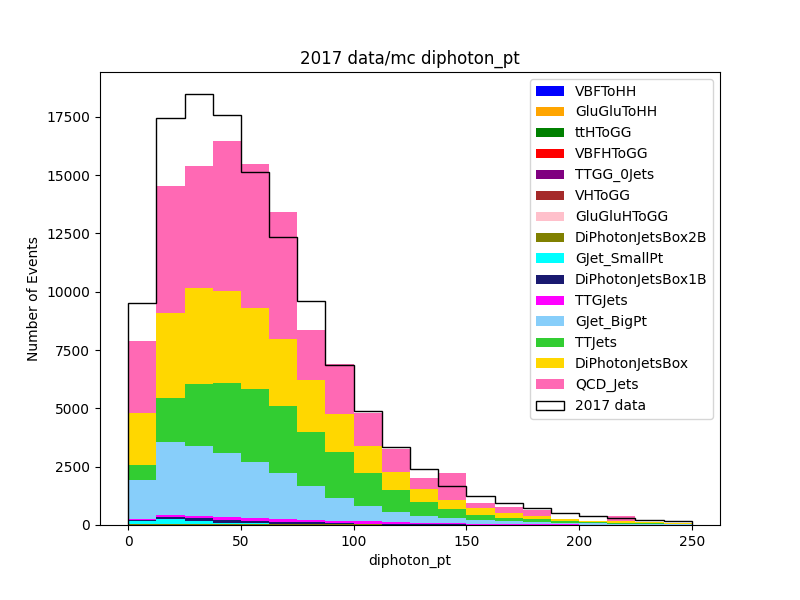 2017 data/mc diphoton_pt
Number of Events
17500
15000
12500
10000
7500
5000
2500
0
0
50
100
150
200
250
diphoton_pt
VBFToHH
GluGluToHH
ttHToGG
VBFHToGG
TTGG_0Jets
VHToGG
GluGluHToGG
DiPhotonJetsBox2B
GJet_SmallPt
DiPhotonJetsBox1B
TTGJets
GJet_BigPt
TTJets
DiPhotonJetsBox
QCD_Jets
2017 data